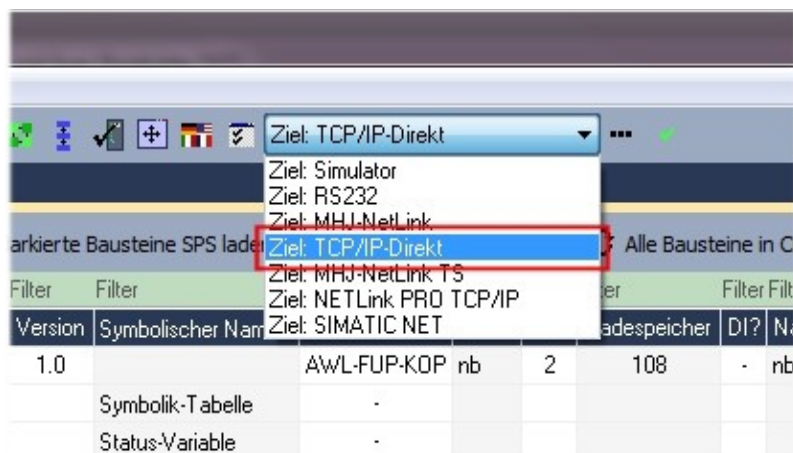 Ziel: TCP/IP-Direkt
Ziel: Simulator
Ziel: RS232
Ziel: MHJ-NetLink
Ziel: TCP/IP-Direkt
Ziel: MHJ-NetLink TS
Ziel: NETLink PRO TCP/IP
Ziel: SIMATIC NET
arkierte Bausteine SPS lade
Alle Bausteine in
Filter Filter er Filter Filt
Version Symbolischer Nam adespeicher DI? Na
1.0 AWL-FUP-KOP nb 2 108 - nb
Symbolik-Tabelle -
Status-Variable -